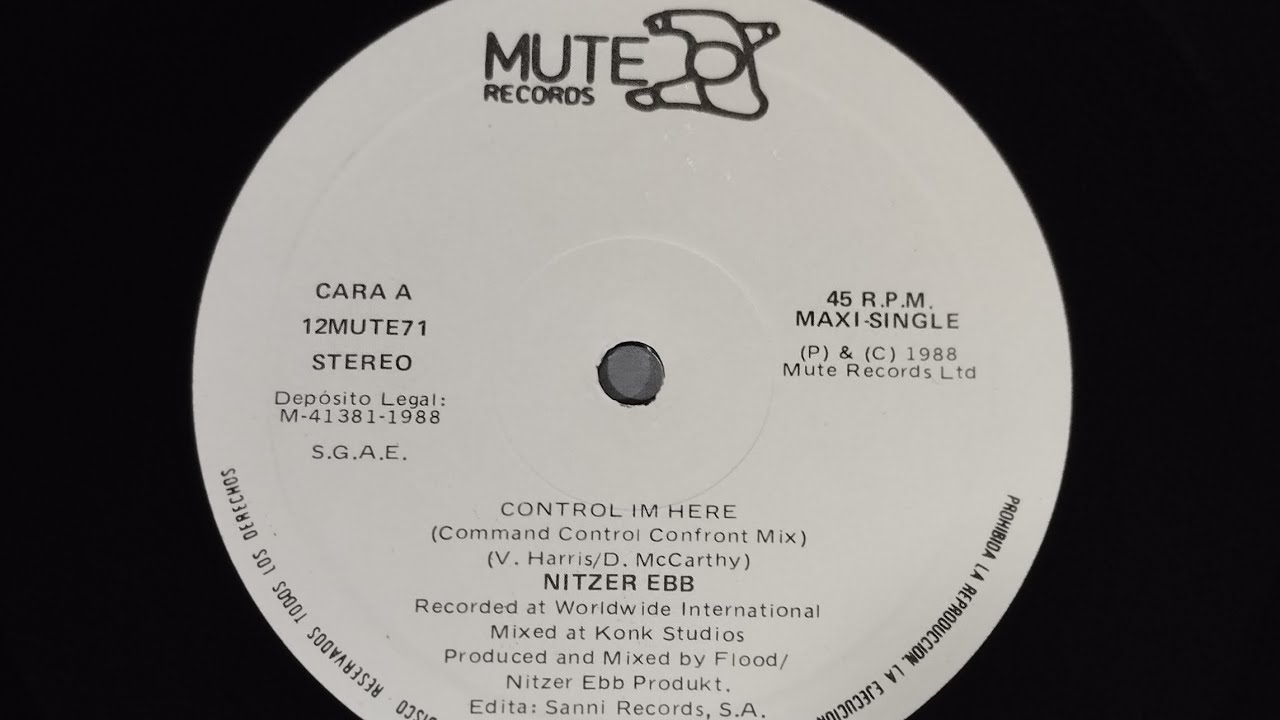 MUTE
RECORDS
CARA A
12MUTE71
STEREO
Depósito Legal:
M-41381-1988
S.G.A.E.
45 R.P.M.
MAXI-SINGLE
(P) & (C) 1988
Mute Records Ltd
CONTROL IM HERE
(Command Control Confront Mix)
(V. Harris/D. McCarthy)
NITZER EBB
Recorded at Worldwide International
Mixed at Konk Studios
Produced and Mixed by Flood/
Nitzer Ebb Produkt.
Edita: Sanni Records, S.A.
PROHIBIDA LA REPRODUCCION, LA
DISCO · RESERVADOS TODOS LOS DERECHOS